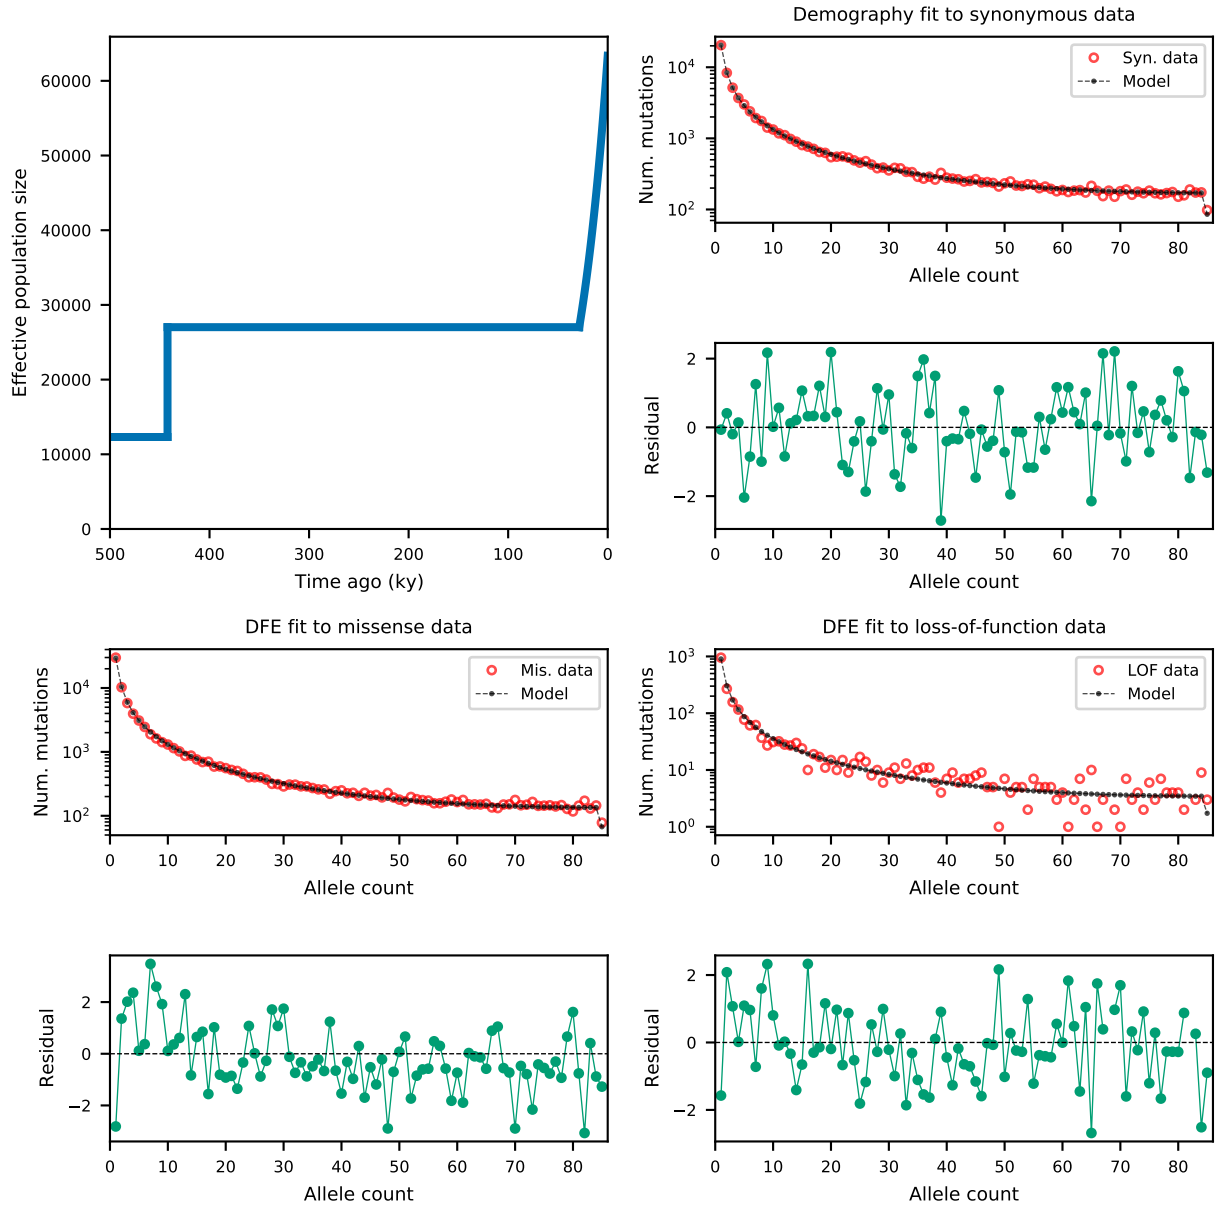 Effective population size
60000
50000
40000
30000
20000
10000
0
500 400 300 200 100 0
Time ago (ky)
Demography fit to synonymous data
Num. mutations
10^4
10^3
10^2
Syn. data
Model
0 10 20 30 40 50 60 70 80
Allele count
Residual
2
0
−2
0 10 20 30 40 50 60 70 80
Allele count
DFE fit to missense data
Num. mutations
10^4
10^3
10^2
Mis. data
Model
0 10 20 30 40 50 60 70 80
Allele count
DFE fit to loss-of-function data
Num. mutations
10^3
10^2
10^1
10^0
LOF data
Model
0 10 20 30 40 50 60 70 80
Allele count
Residual
2
0
−2
0 10 20 30 40 50 60 70 80
Allele count
Residual
2
0
−2
0 10 20 30 40 50 60 70 80
Allele count